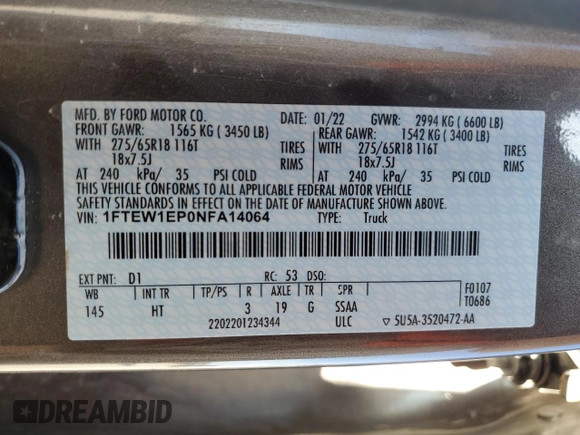 MFD. BY FORD MOTOR CO.
DATE: 01/22 GVWR: 2994 KG (6600 LB)
FRONT GAWR: 1565 KG (3450 LB) REAR GAWR: 1542 KG (3400 LB)
WITH 275/65R18 116T TIRES WITH 275/65R18 116T TIRES
18x7.5J RIMS 18x7.5J RIMS
AT 240 kPa/ 35 PSI COLD AT 240 kPa/ 35 PSI COLD
THIS VEHICLE CONFORMS TO ALL APPLICABLE FEDERAL MOTOR VEHICLE
SAFETY STANDARDS IN EFFECT ON THE DATE OF MANUFACTURE SHOWN ABOVE.
VIN: 1FTEW1EP0NFA14064 TYPE: Truck
EXT PNT: D1 RC: 53 DSO:
WB INT TR TP/PS R AXLE TR SPR F0107
145 HT 3 19 G SSAA T0686
2202201234344 ULC ▽ 5U5A-3520472-AA
DREAMBID